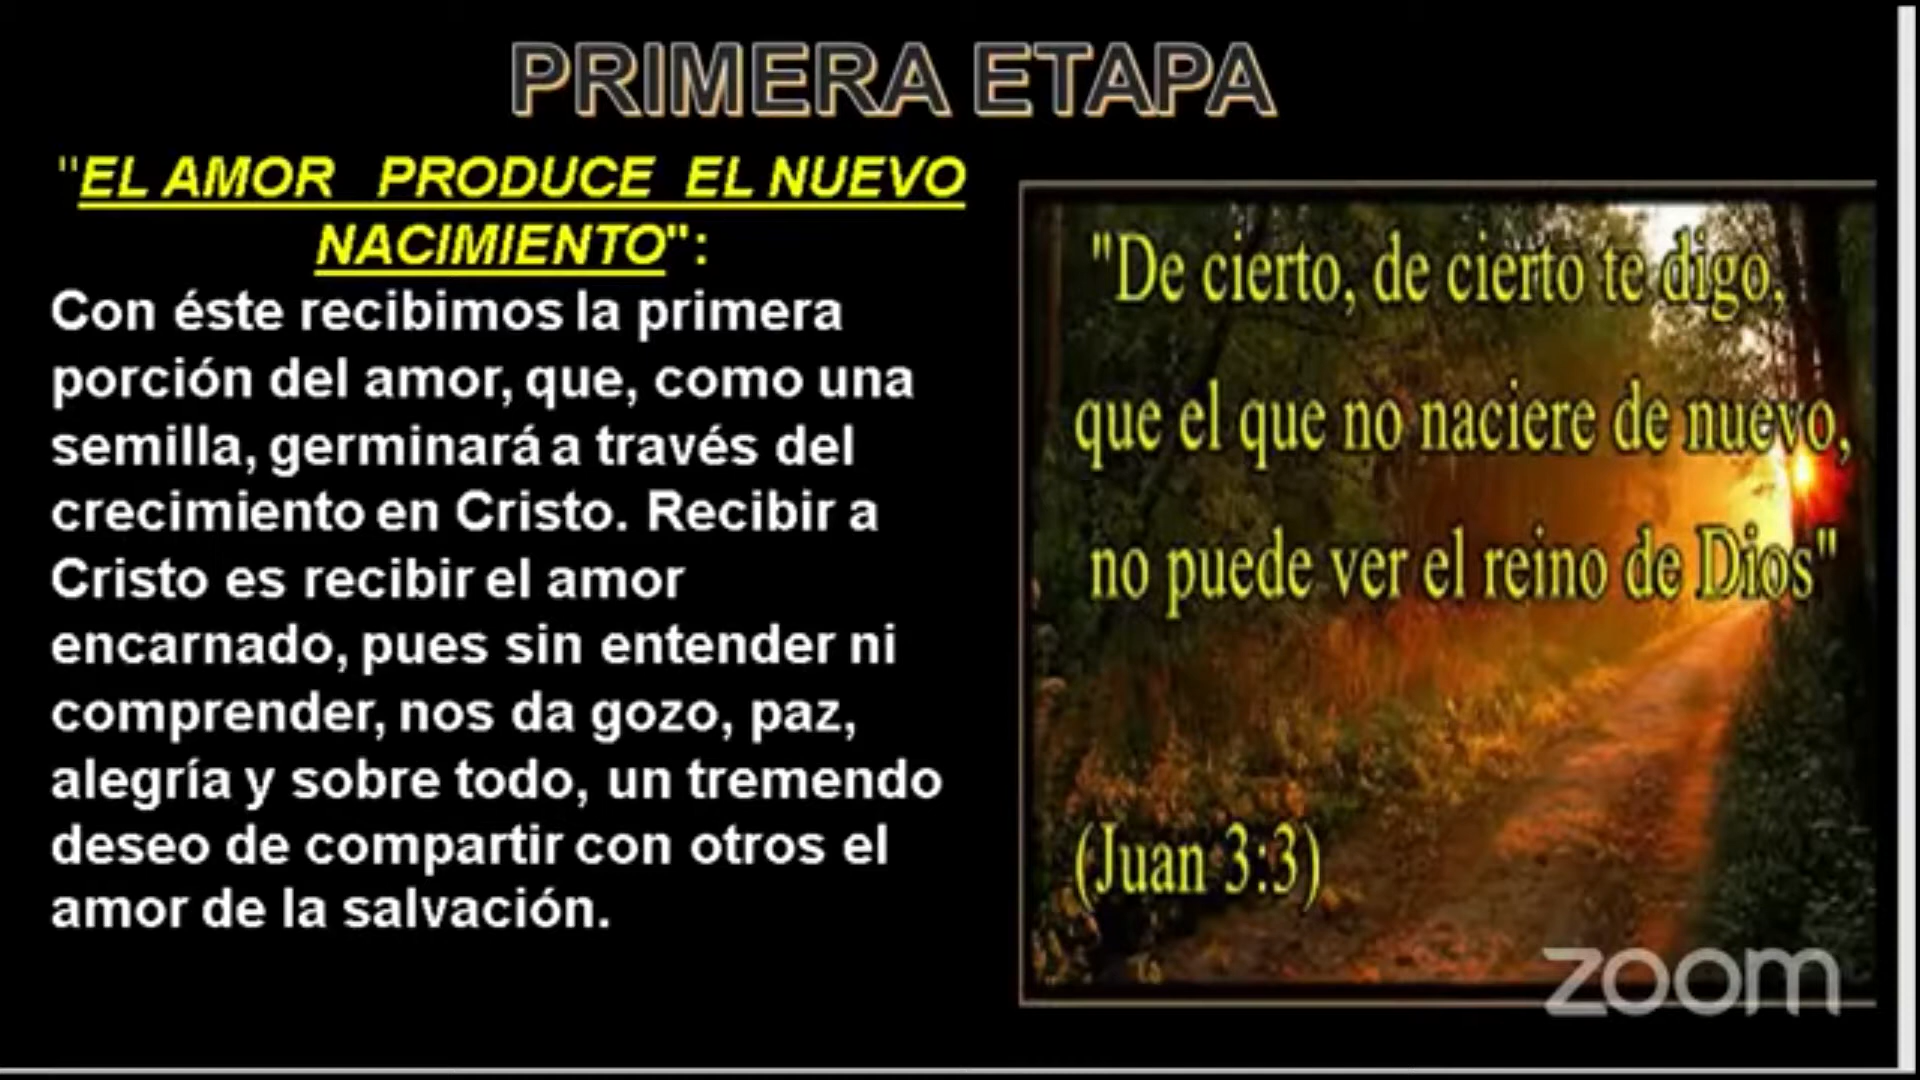 PRIMERA ETAPA
"EL AMOR PRODUCE EL NUEVO
NACIMIENTO":
Con éste recibimos la primera
porción del amor, que, como una
semilla, germinará a través del
crecimiento en Cristo. Recibir a
Cristo es recibir el amor
encarnado, pues sin entender ni
comprender, nos da gozo, paz,
alegría y sobre todo, un tremendo
deseo de compartir con otros el
amor de la salvación.
"De cierto, de cierto te digo,
que el que no naciere de nuevo,
no puede ver el reino de Dios"
(Juan 3:3)
zoom